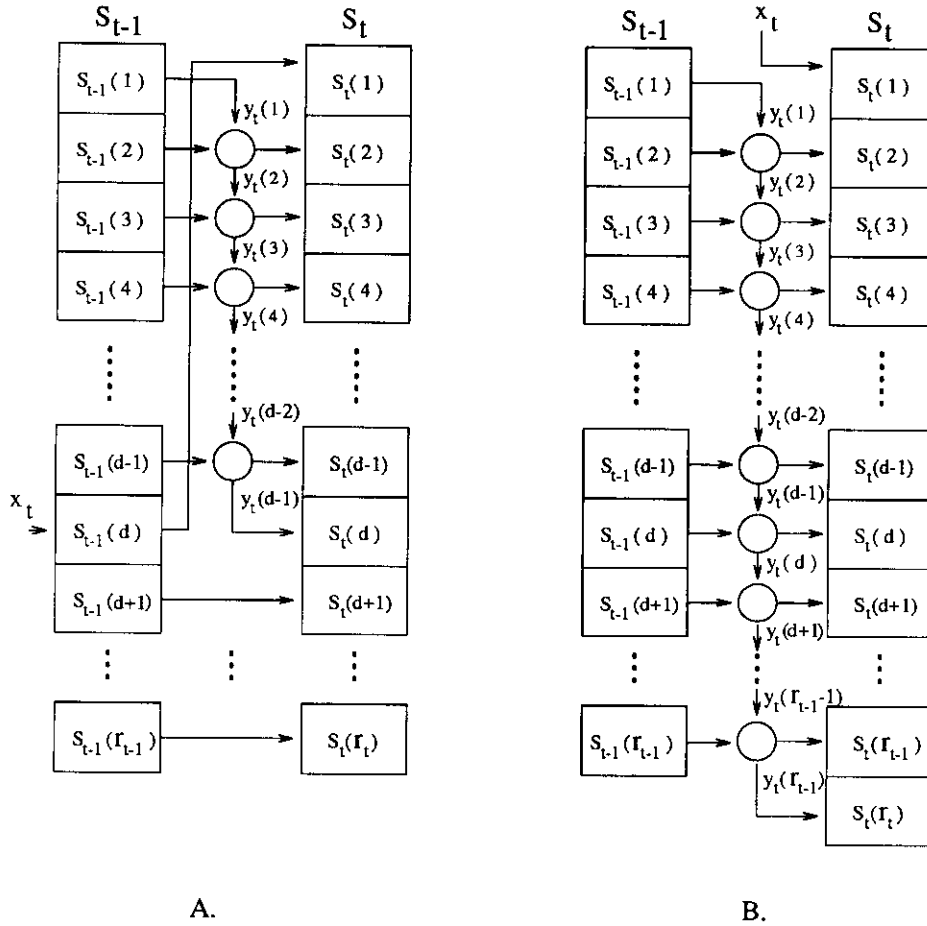 S_{t-1}
S_t
S_{t-1}(1)
S_{t-1}(2)
S_{t-1}(3)
S_{t-1}(4)
y_t(1)
y_t(2)
y_t(3)
y_t(4)
S_t(1)
S_t(2)
S_t(3)
S_t(4)
y_t(d-2)
S_{t-1}(d-1)
S_{t-1}(d)
S_{t-1}(d+1)
x_t
y_t(d-1)
S_t(d-1)
S_t(d)
S_t(d+1)
S_{t-1}(r_{t-1})
S_t(r_t)
A.
S_{t-1}
x_t
S_t
S_{t-1}(1)
S_{t-1}(2)
S_{t-1}(3)
S_{t-1}(4)
y_t(1)
y_t(2)
y_t(3)
y_t(4)
S_t(1)
S_t(2)
S_t(3)
S_t(4)
y_t(d-2)
S_{t-1}(d-1)
S_{t-1}(d)
S_{t-1}(d+1)
y_t(d-1)
y_t(d)
y_t(d+1)
S_t(d-1)
S_t(d)
S_t(d+1)
y_t(r_{t-1}-1)
S_{t-1}(r_{t-1})
y_t(r_{t-1})
S_t(r_{t-1})
S_t(r_t)
B.